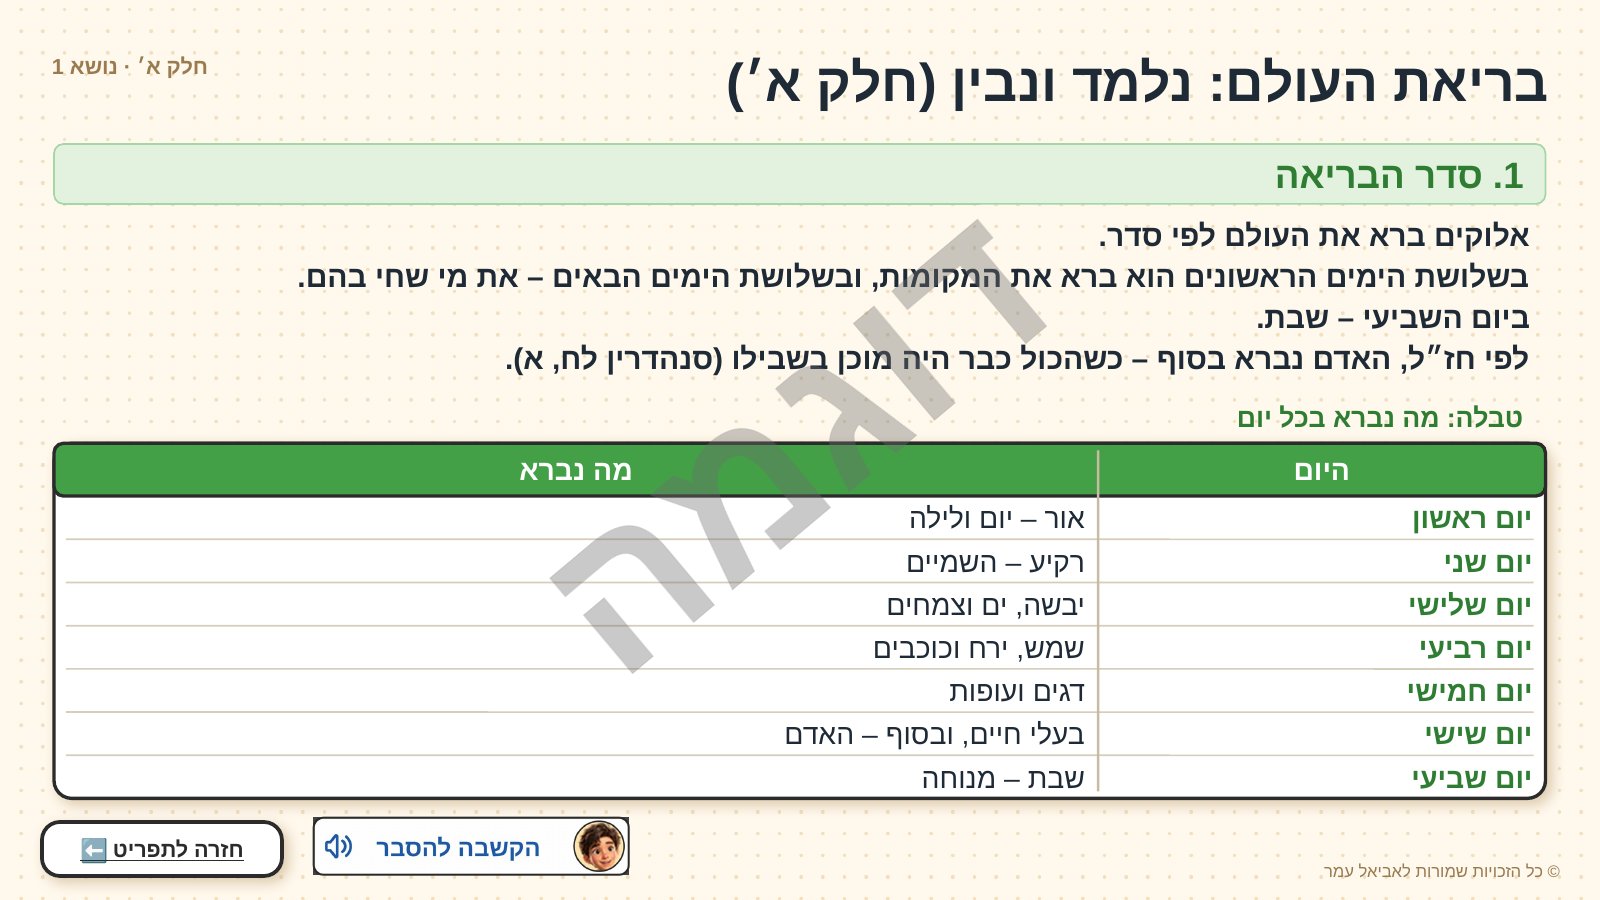 בריאת העולם: נלמד ונבין (חלק א׳)
חלק א׳ · נושא 1
1. סדר הבריאה
אלוקים ברא את העולם לפי סדר.
בשלושת הימים הראשונים הוא ברא את המקומות, ובשלושת הימים הבאים – את מי שחי בהם.
ביום השביעי – שבת.
לפי חז״ל, האדם נברא בסוף – כשהכול כבר היה מוכן בשבילו (סנהדרין לח, א).
טבלה: מה נברא בכל יום
היום מה נברא
יום ראשון אור – יום ולילה
יום שני רקיע – השמיים
יום שלישי יבשה, ים וצמחים
יום רביעי שמש, ירח וכוכבים
יום חמישי דגים ועופות
יום שישי בעלי חיים, ובסוף – האדם
יום שביעי שבת – מנוחה
דוגמה
הקשבה להסבר
חזרה לתפריט
© כל הזכויות שמורות לאביאל עמר